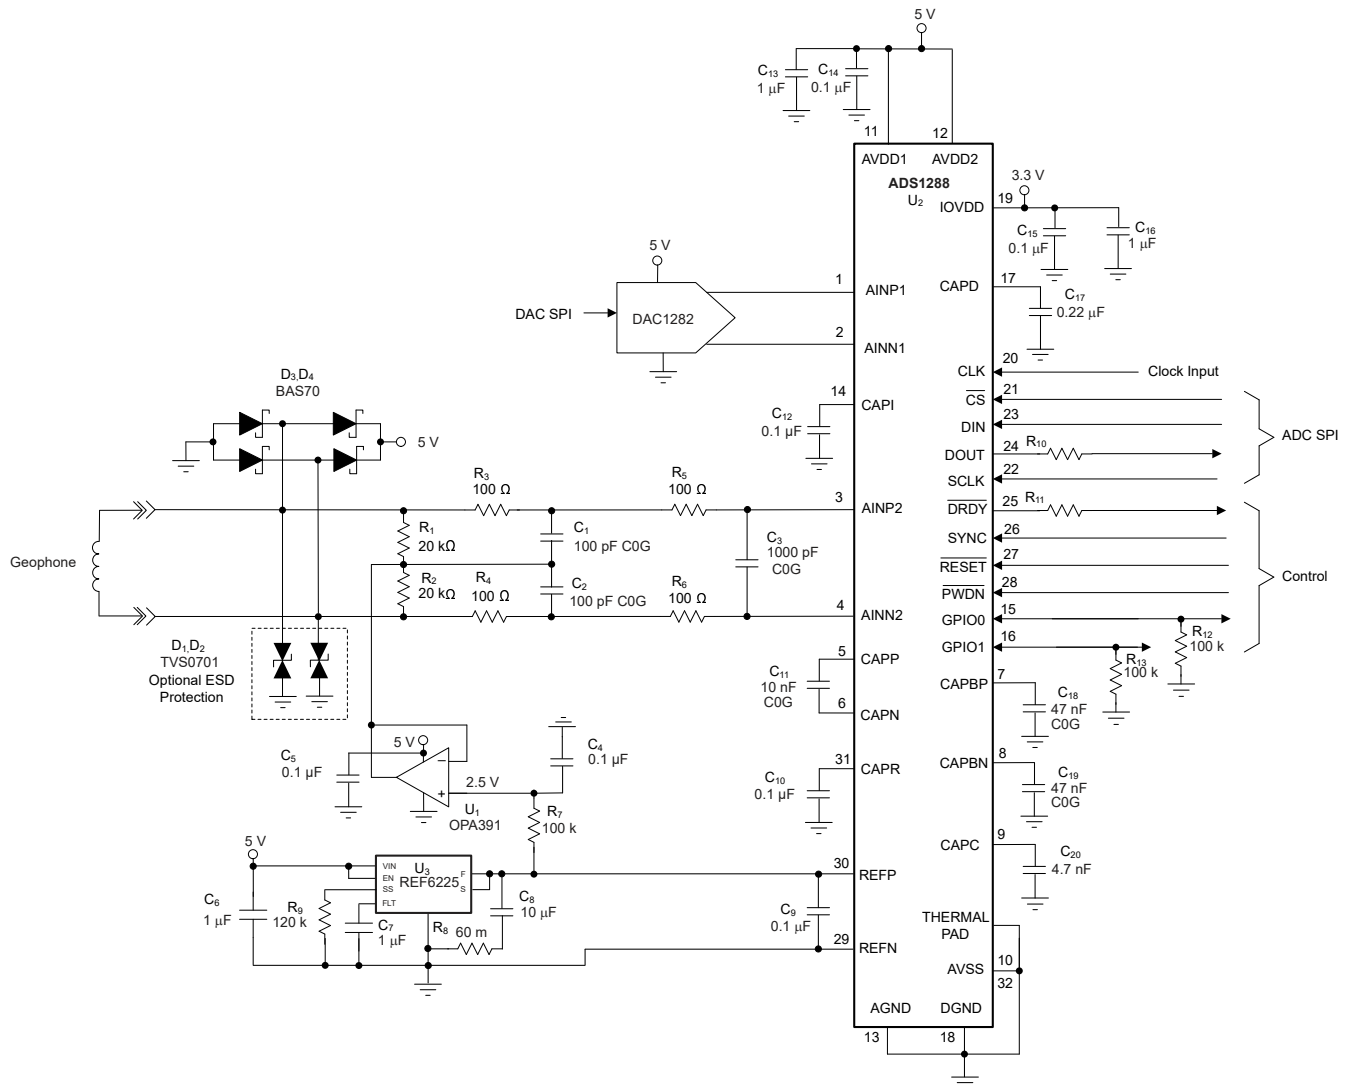 5 V
C13
1 μF
C14
0.1 μF
11
12
AVDD1
AVDD2
ADS1288
U2
3.3 V
IOVDD
19
C15
0.1 μF
C16
1 μF
5 V
DAC SPI
DAC1282
1
AINP1
2
AINN1
CAPD
17
C17
0.22 μF
CLK
20
Clock Input
CS
21
DIN
23
DOUT
24
R10
SCLK
22
ADC SPI
14
CAPI
C12
0.1 μF
D3,D4
BAS70
5 V
Geophone
R3
100 Ω
R5
100 Ω
3
AINP2
R1
20 kΩ
C1
100 pF C0G
C3
1000 pF
C0G
R2
20 kΩ
R4
100 Ω
C2
100 pF C0G
R6
100 Ω
4
AINN2
DRDY
25
R11
SYNC
26
RESET
27
PWDN
28
GPIO0
15
GPIO1
16
Control
R12
100 k
R13
100 k
D1,D2
TVS0701
Optional ESD
Protection
5
CAPP
C11
10 nF
C0G
6
CAPN
CAPBP
7
C18
47 nF
C0G
CAPBN
8
C19
47 nF
C0G
31
CAPR
C10
0.1 μF
C5
0.1 μF
5 V
2.5 V
C4
0.1 μF
U1
OPA391
R7
100 k
CAPC
9
C20
4.7 nF
5 V
VIN
EN
SS
FLT
U3
REF6225
F
S
C6
1 μF
R9
120 k
C7
1 μF
R8
60 m
C8
10 μF
30
REFP
C9
0.1 μF
29
REFN
THERMAL
PAD
AVSS
10
32
AGND
DGND
13
18